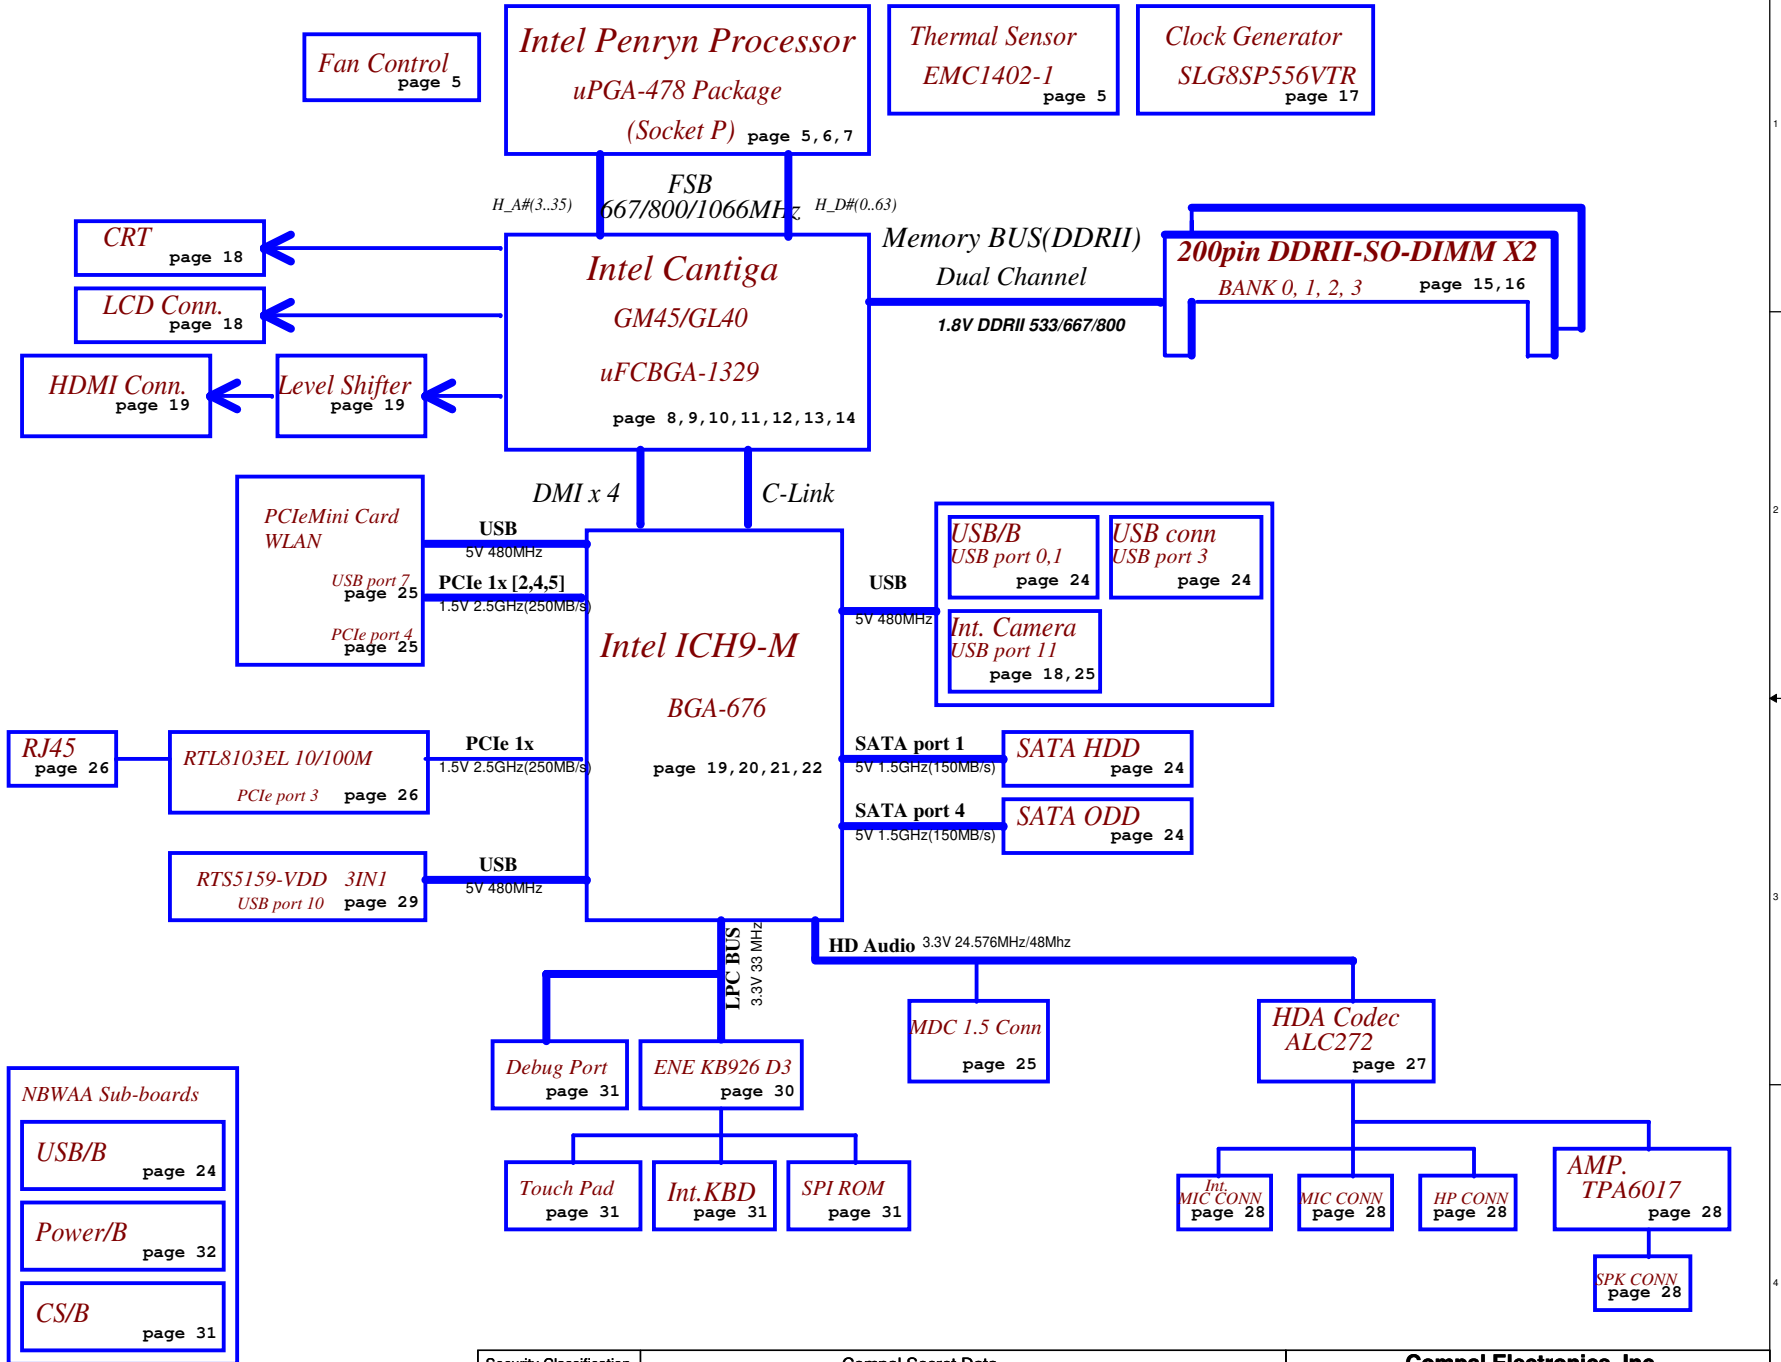 Fan Control
page 5
Intel Penryn Processor
uPGA-478 Package
(Socket P) page 5,6,7
Thermal Sensor
EMC1402-1
page 5
Clock Generator
SLG8SP556VTR
page 17
1
H_A#(3..35)
FSB
667/800/1066MHz
H_D#(0..63)
CRT
page 18
LCD Conn.
page 18
HDMI Conn.
page 19
Level Shifter
page 19
Intel Cantiga
GM45/GL40
uFCBGA-1329
page 8,9,10,11,12,13,14
Memory BUS(DDRII)
Dual Channel
1.8V DDRII 533/667/800
200pin DDRII-SO-DIMM X2
BANK 0, 1, 2, 3 page 15,16
DMI x 4
C-Link
2
PCIeMini Card
WLAN
USB port 7
page 25
PCIe port 4
page 25
USB
5V 480MHz
PCIe 1x [2,4,5]
1.5V 2.5GHz(250MB/s)
Intel ICH9-M
BGA-676
page 19,20,21,22
USB
5V 480MHz
USB/B
USB port 0,1
page 24
USB conn
USB port 3
page 24
Int. Camera
USB port 11
page 18,25
RJ45
page 26
RTL8103EL 10/100M
PCIe port 3 page 26
PCIe 1x
1.5V 2.5GHz(250MB/s)
SATA port 1
5V 1.5GHz(150MB/s)
SATA HDD
page 24
SATA port 4
5V 1.5GHz(150MB/s)
SATA ODD
page 24
RTS5159-VDD 3IN1
USB port 10 page 29
USB
5V 480MHz
3
LPC BUS
3.3V 33 MHz
HD Audio 3.3V 24.576MHz/48Mhz
Debug Port
page 31
ENE KB926 D3
page 30
MDC 1.5 Conn
page 25
HDA Codec
ALC272
page 27
NBWAA Sub-boards
USB/B
page 24
Power/B
page 32
CS/B
page 31
Touch Pad
page 31
Int.KBD
page 31
SPI ROM
page 31
Int.
MIC CONN
page 28
MIC CONN
page 28
HP CONN
page 28
AMP.
TPA6017
page 28
SPK CONN
page 28
4
Security Classification
Compal Secret Data
Compal Electronics, Inc.